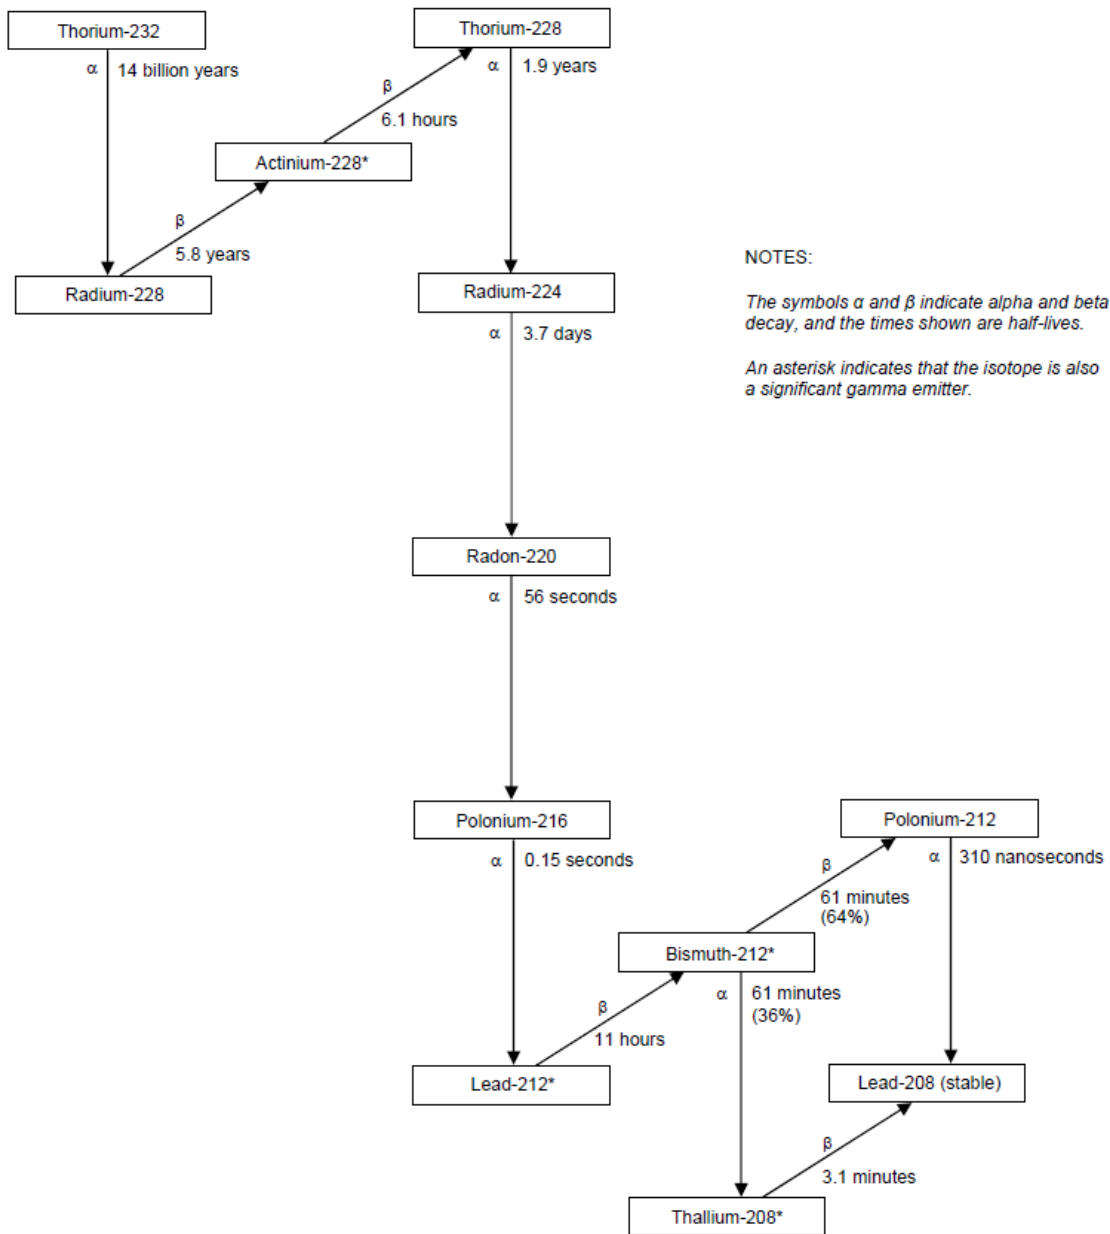 Thorium-232
Thorium-228
α 14 billion years
α 1.9 years
β
6.1 hours
Actinium-228*
β
5.8 years
Radium-228
Radium-224
NOTES:
The symbols α and β indicate alpha and beta
decay, and the times shown are half-lives.
An asterisk indicates that the isotope is also
a significant gamma emitter.
α 3.7 days
Radon-220
α 56 seconds
Polonium-216
Polonium-212
α 0.15 seconds
α 310 nanoseconds
β
61 minutes
(64%)
Bismuth-212*
α 61 minutes
(36%)
β
11 hours
Lead-212*
Lead-208 (stable)
β
3.1 minutes
Thallium-208*